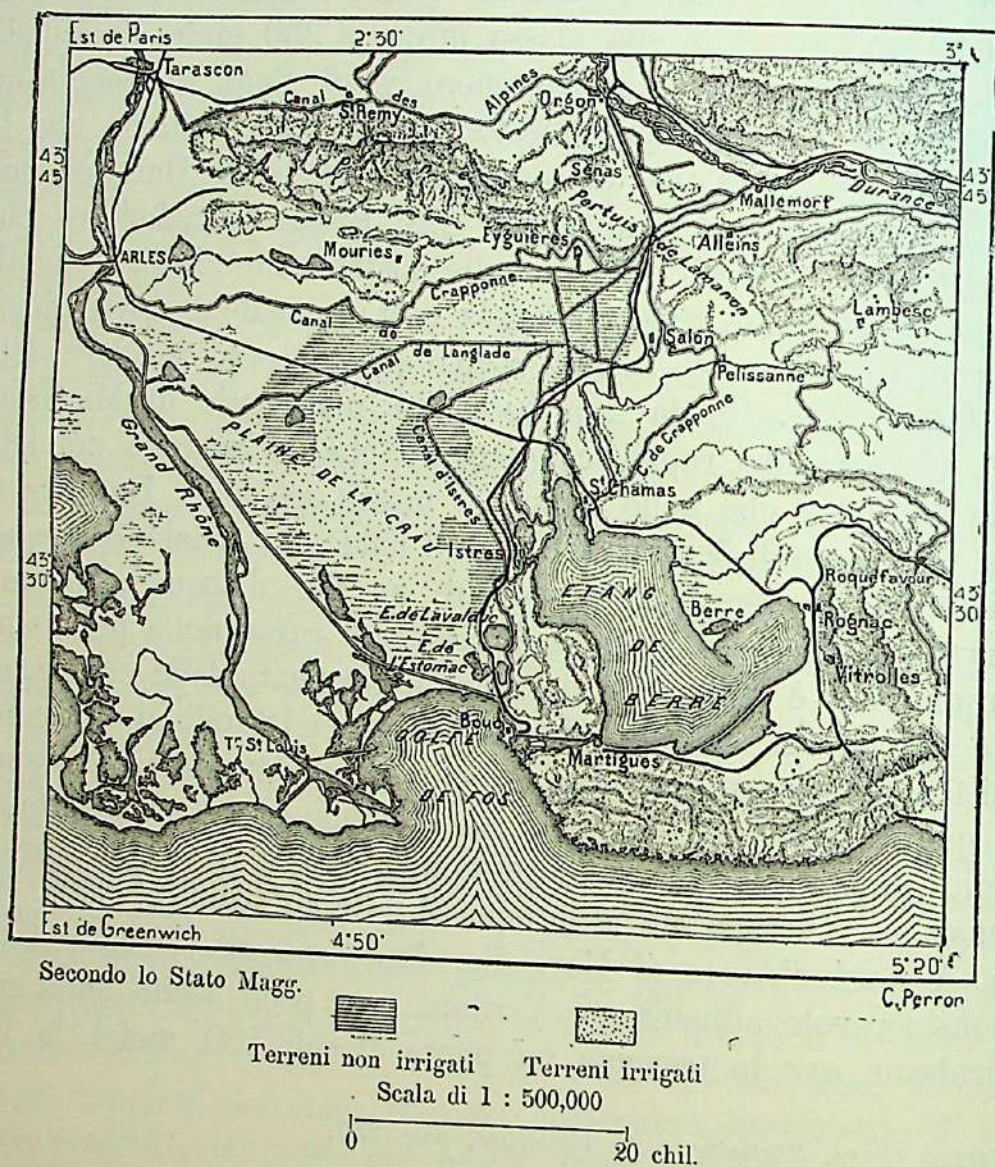 Est de Paris
2°30'
3°
Tarascon
Canal des Alpines
St Remy
Orgon
43
45
43
45
Sénas
Mallemort
Durance
Pertuis de Lamanon
Mouriès
Eyguières
Alleins
ARLES
Canal de Crapponne
Lambesc
Salon
Canal de Langlade
Pelissanne
Grand Rhône
PLAINE DE LA CRAU
Canal d'Istres
C. de Crapponne
St Chamas
Istres
43
30
43
30
ETANG DE BERRE
Berre
Roquefavour
Rognac
Vitrolles
E. de Lavalduc
E. de
l'Estomac
Bouc
GOLFE
DE FOS
Martigues
Tr St Louis
Est de Greenwich
4°50'
5°20'
Secondo lo Stato Magg.
C. Perron
Terreni non irrigati Terreni irrigati
Scala di 1 : 500,000
0 20 chil.